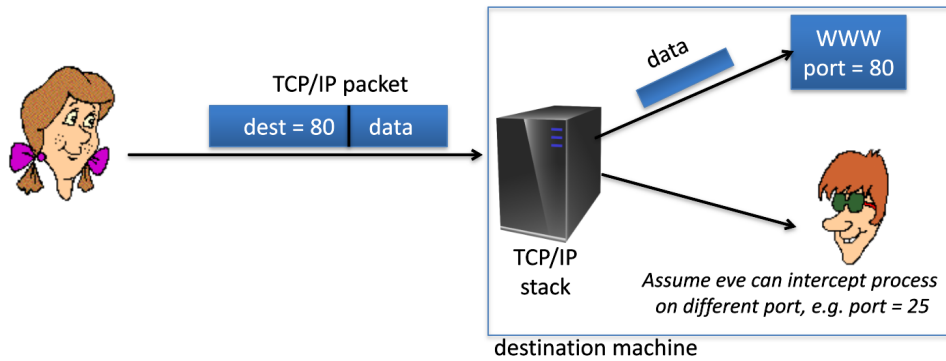 TCP/IP packet
dest = 80 data
data
WWW
port = 80
TCP/IP
stack
Assume eve can intercept process
on different port, e.g. port = 25
destination machine